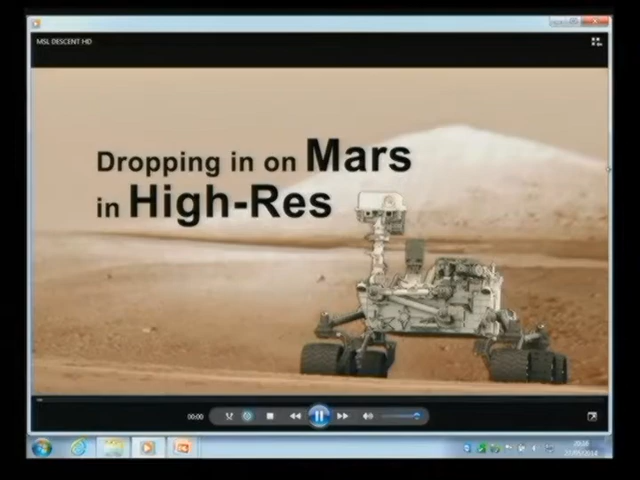 MSL DESCENT HD
Dropping in on Mars
in High-Res
00:00